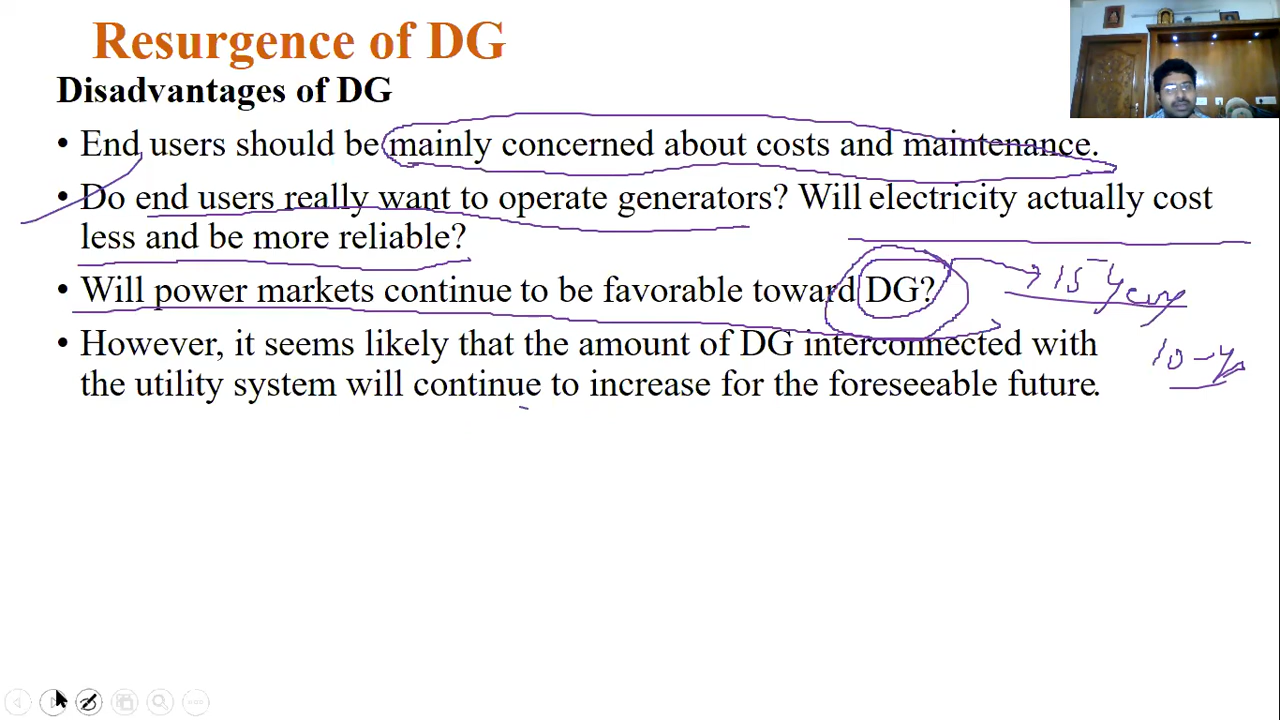 Resurgence of DG
Disadvantages of DG
• End users should be mainly concerned about costs and maintenance.
• Do end users really want to operate generators? Will electricity actually cost
less and be more reliable?
• Will power markets continue to be favorable toward DG?
15 years
• However, it seems likely that the amount of DG interconnected with
the utility system will continue to increase for the foreseeable future.